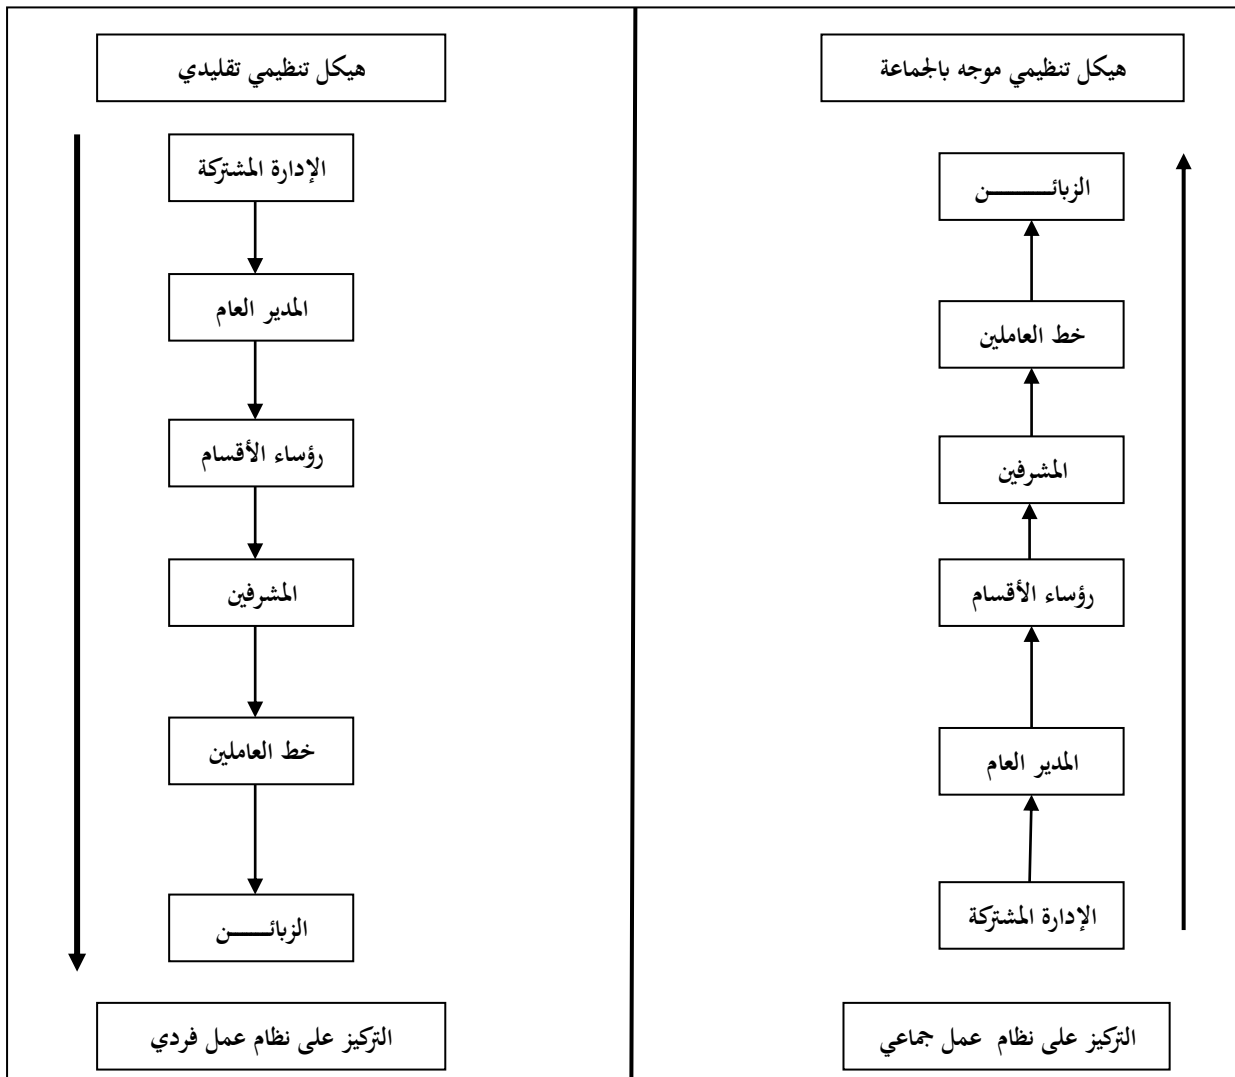 هيكل تنظيمي موجه بالجماعة
الزبائـــــــن
خط العاملين
المشرفين
رؤساء الأقسام
المدير العام
الإدارة المشتركة
التركيز على نظام عمل جماعي
هيكل تنظيمي تقليدي
الإدارة المشتركة
المدير العام
رؤساء الأقسام
المشرفين
خط العاملين
الزبائـــــن
التركيز على نظام عمل فردي